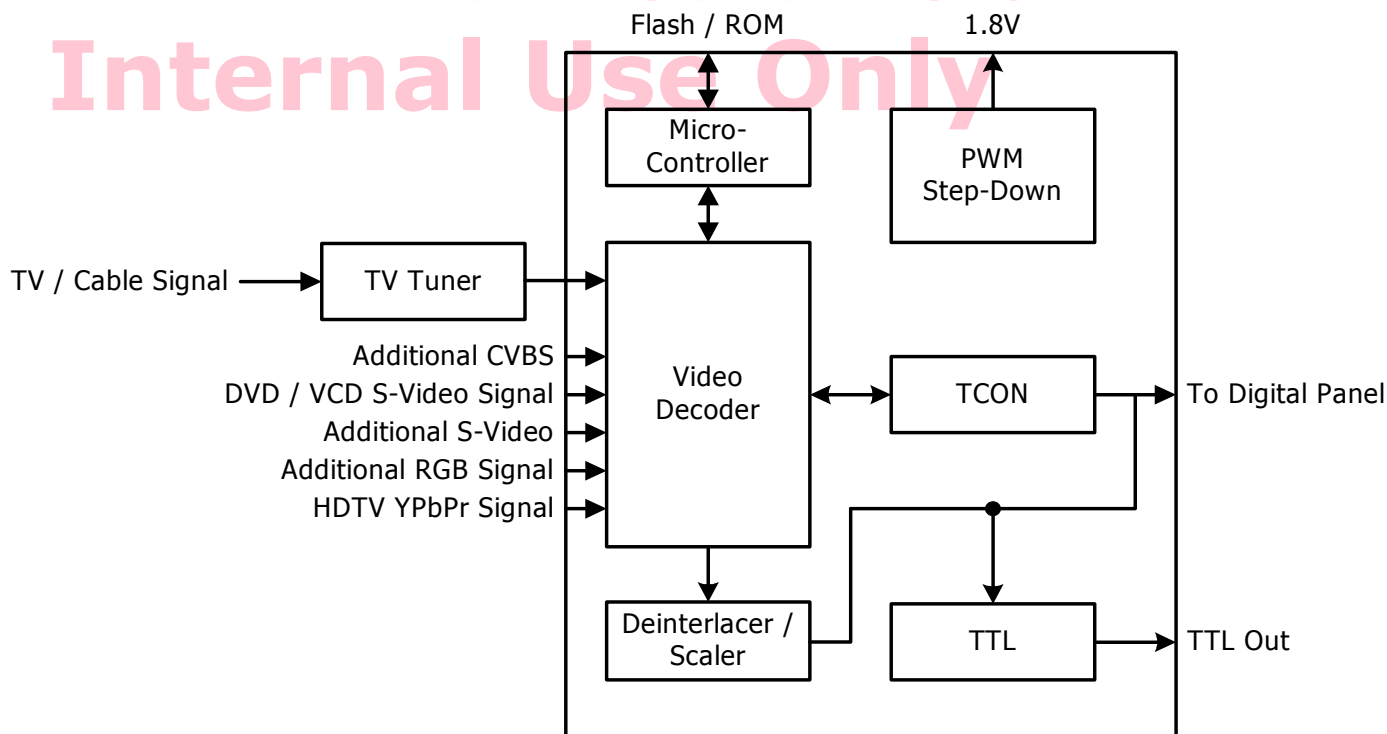 Internal Use Only
Flash / ROM
1.8V
Micro-
Controller
PWM
Step-Down
TV / Cable Signal
TV Tuner
Additional CVBS
DVD / VCD S-Video Signal
Additional S-Video
Additional RGB Signal
HDTV YPbPr Signal
Video
Decoder
TCON
To Digital Panel
Deinterlacer /
Scaler
TTL
TTL Out